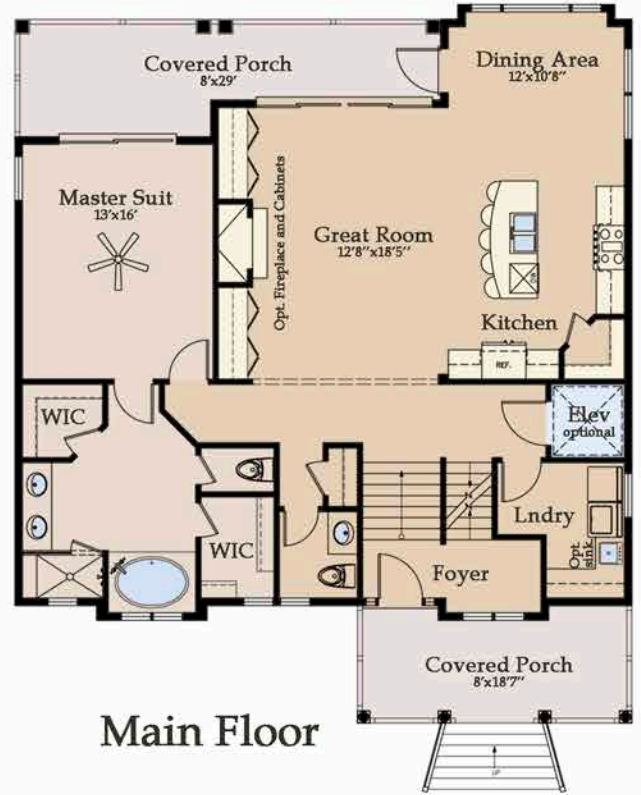 Covered Porch
8'x29'
Dining Area
12'x10'8"
Master Suit
13'x16'
Opt. Fireplace and Cabinets
Great Room
12'8"x18'5"
DW
Kitchen
REF.
WIC
Elev
optional
WIC
Lndry
Opt.
sink
Foyer
Covered Porch
8'x18'7"
UP
Main Floor